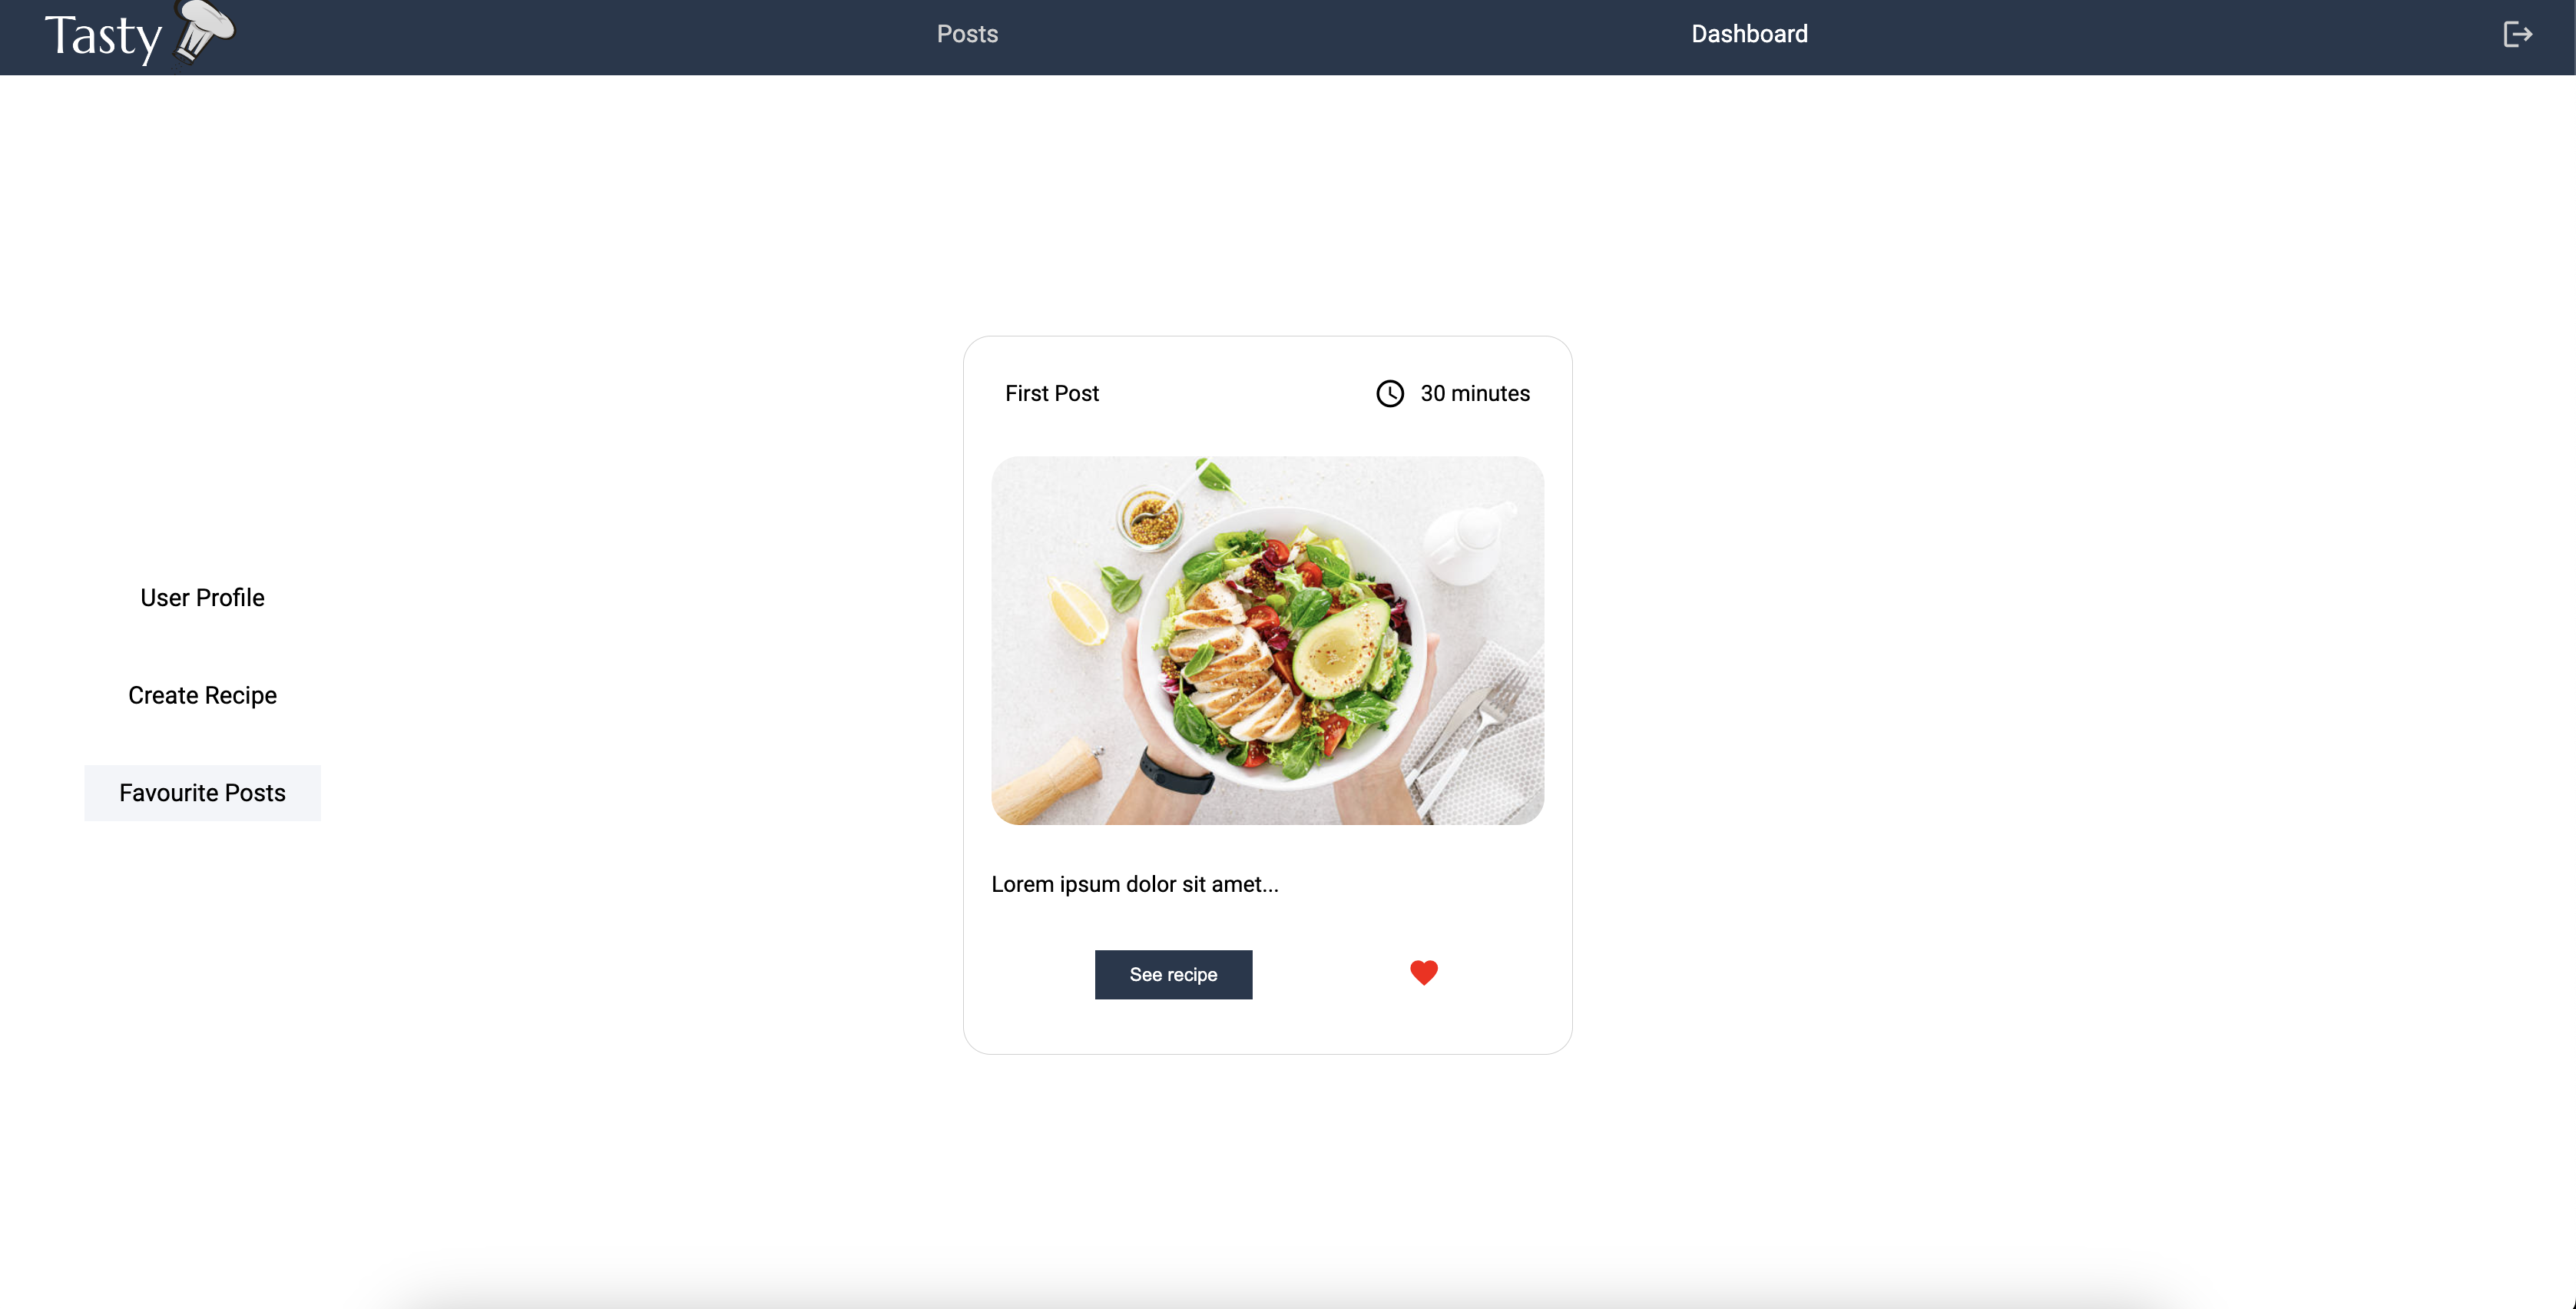 Tasty
Posts
Dashboard
First Post
30 minutes
User Profile
Create Recipe
Favourite Posts
Lorem ipsum dolor sit amet...
See recipe